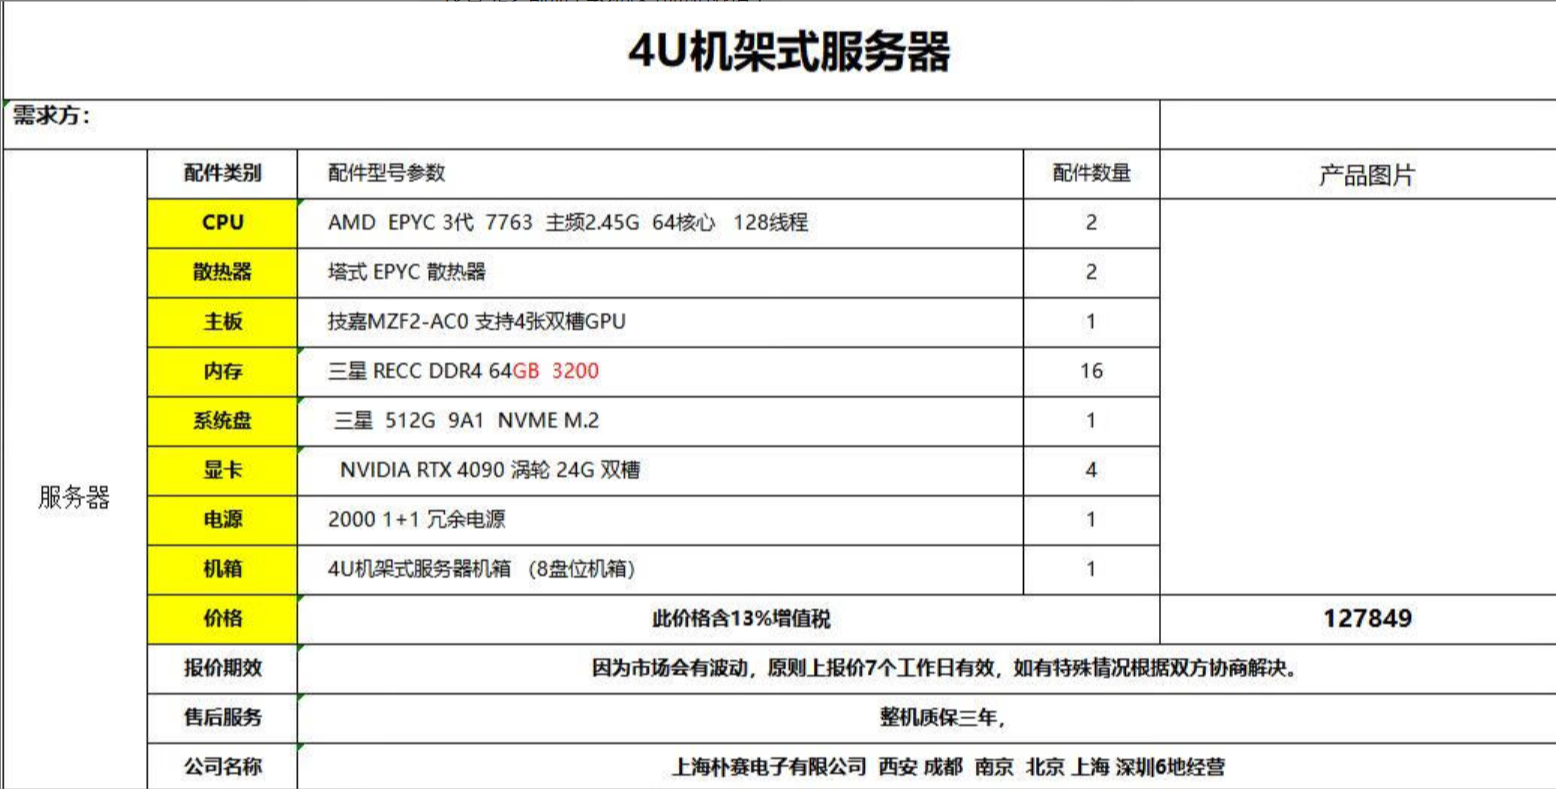 4U机架式服务器
需求方：
配件类别 配件型号参数 配件数量 产品图片
服务器
CPU AMD EPYC 3代 7763 主频2.45G 64核心 128线程 2
散热器 塔式 EPYC 散热器 2
主板 技嘉MZF2-AC0 支持4张双槽GPU 1
内存 三星 RECC DDR4 64GB 3200 16
系统盘 三星 512G 9A1 NVME M.2 1
显卡 NVIDIA RTX 4090 涡轮 24G 双槽 4
电源 2000 1+1 冗余电源 1
机箱 4U机架式服务器机箱 （8盘位机箱） 1
价格 此价格含13%增值税 127849
报价期效 因为市场会有波动，原则上报价7个工作日有效，如有特殊情况根据双方协商解决。
售后服务 整机质保三年，
公司名称 上海朴赛电子有限公司 西安 成都 南京 北京 上海 深圳6地经营